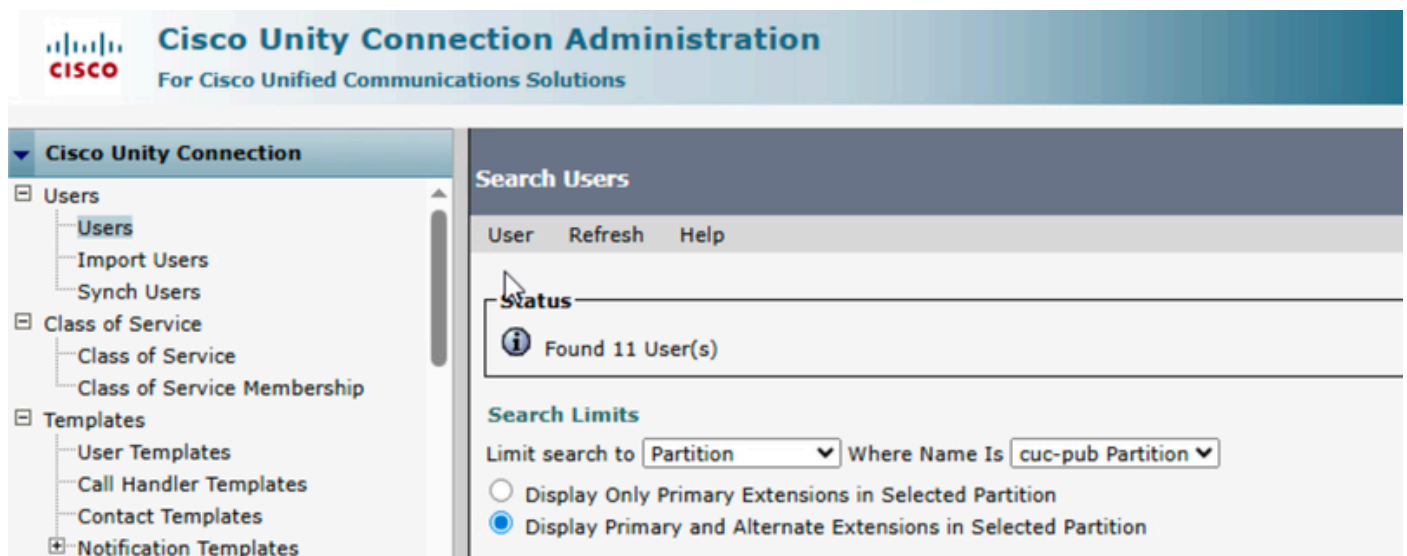 CISCO
Cisco Unity Connection Administration
For Cisco Unified Communications Solutions
Cisco Unity Connection
Users
Users
Import Users
Synch Users
Class of Service
Class of Service
Class of Service Membership
Templates
User Templates
Call Handler Templates
Contact Templates
Notification Templates
Search Users
User Refresh Help
Status
Found 11 User(s)
Search Limits
Limit search to Partition Where Name Is cuc-pub Partition
Display Only Primary Extensions in Selected Partition
Display Primary and Alternate Extensions in Selected Partition